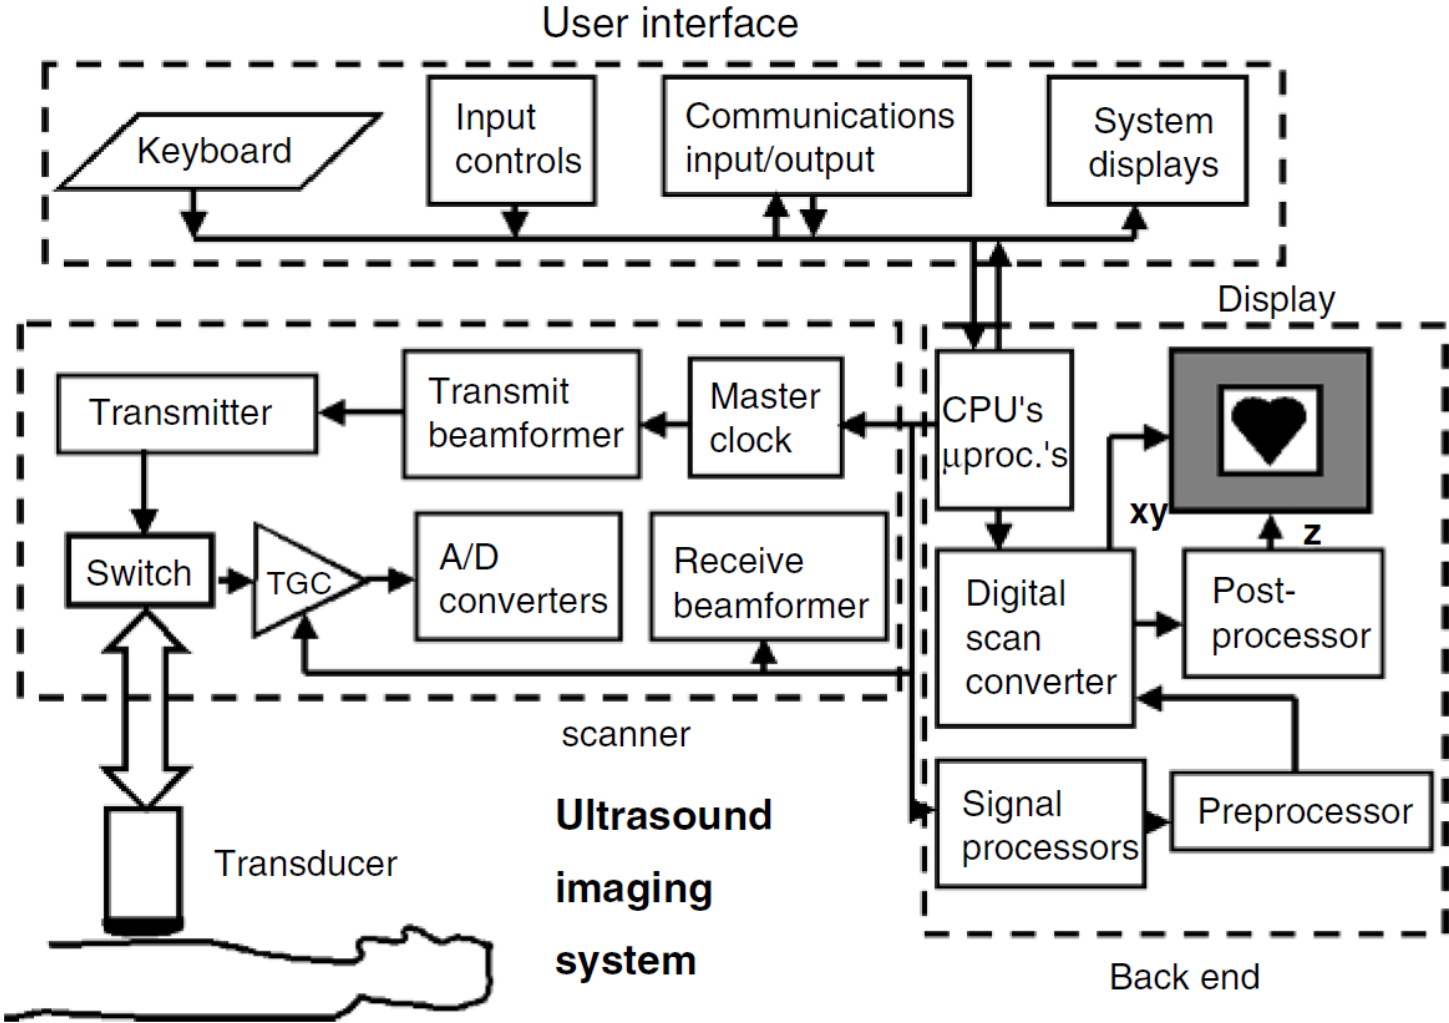 User interface
Keyboard
Input
controls
Communications
input/output
System
displays
Display
Transmitter
Transmit
beamformer
Master
clock
CPU's
μproc.'s
xy
z
Switch
TGC
A/D
converters
Receive
beamformer
Digital
scan
converter
Post-
processor
scanner
Signal
processors
Preprocessor
Transducer
Ultrasound
imaging
system
Back end